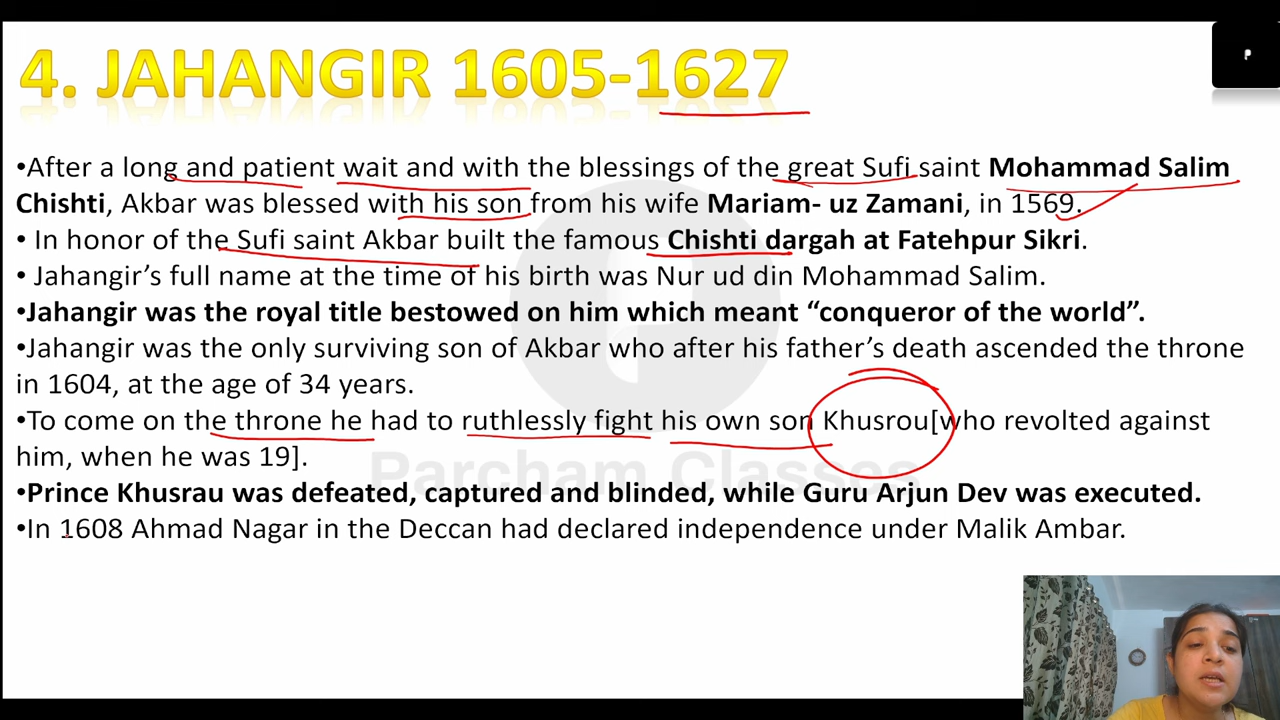 4. JAHANGIR 1605-1627
•After a long and patient wait and with the blessings of the great Sufi saint Mohammad Salim
Chishti, Akbar was blessed with his son from his wife Mariam- uz Zamani, in 1569.
• In honor of the Sufi saint Akbar built the famous Chishti dargah at Fatehpur Sikri.
• Jahangir’s full name at the time of his birth was Nur ud din Mohammad Salim.
•Jahangir was the royal title bestowed on him which meant “conqueror of the world”.
•Jahangir was the only surviving son of Akbar who after his father’s death ascended the throne
in 1604, at the age of 34 years.
•To come on the throne he had to ruthlessly fight his own son Khusrou[who revolted against
him, when he was 19].
Parcham Classes
•Prince Khusrau was defeated, captured and blinded, while Guru Arjun Dev was executed.
•In 1608 Ahmad Nagar in the Deccan had declared independence under Malik Ambar.